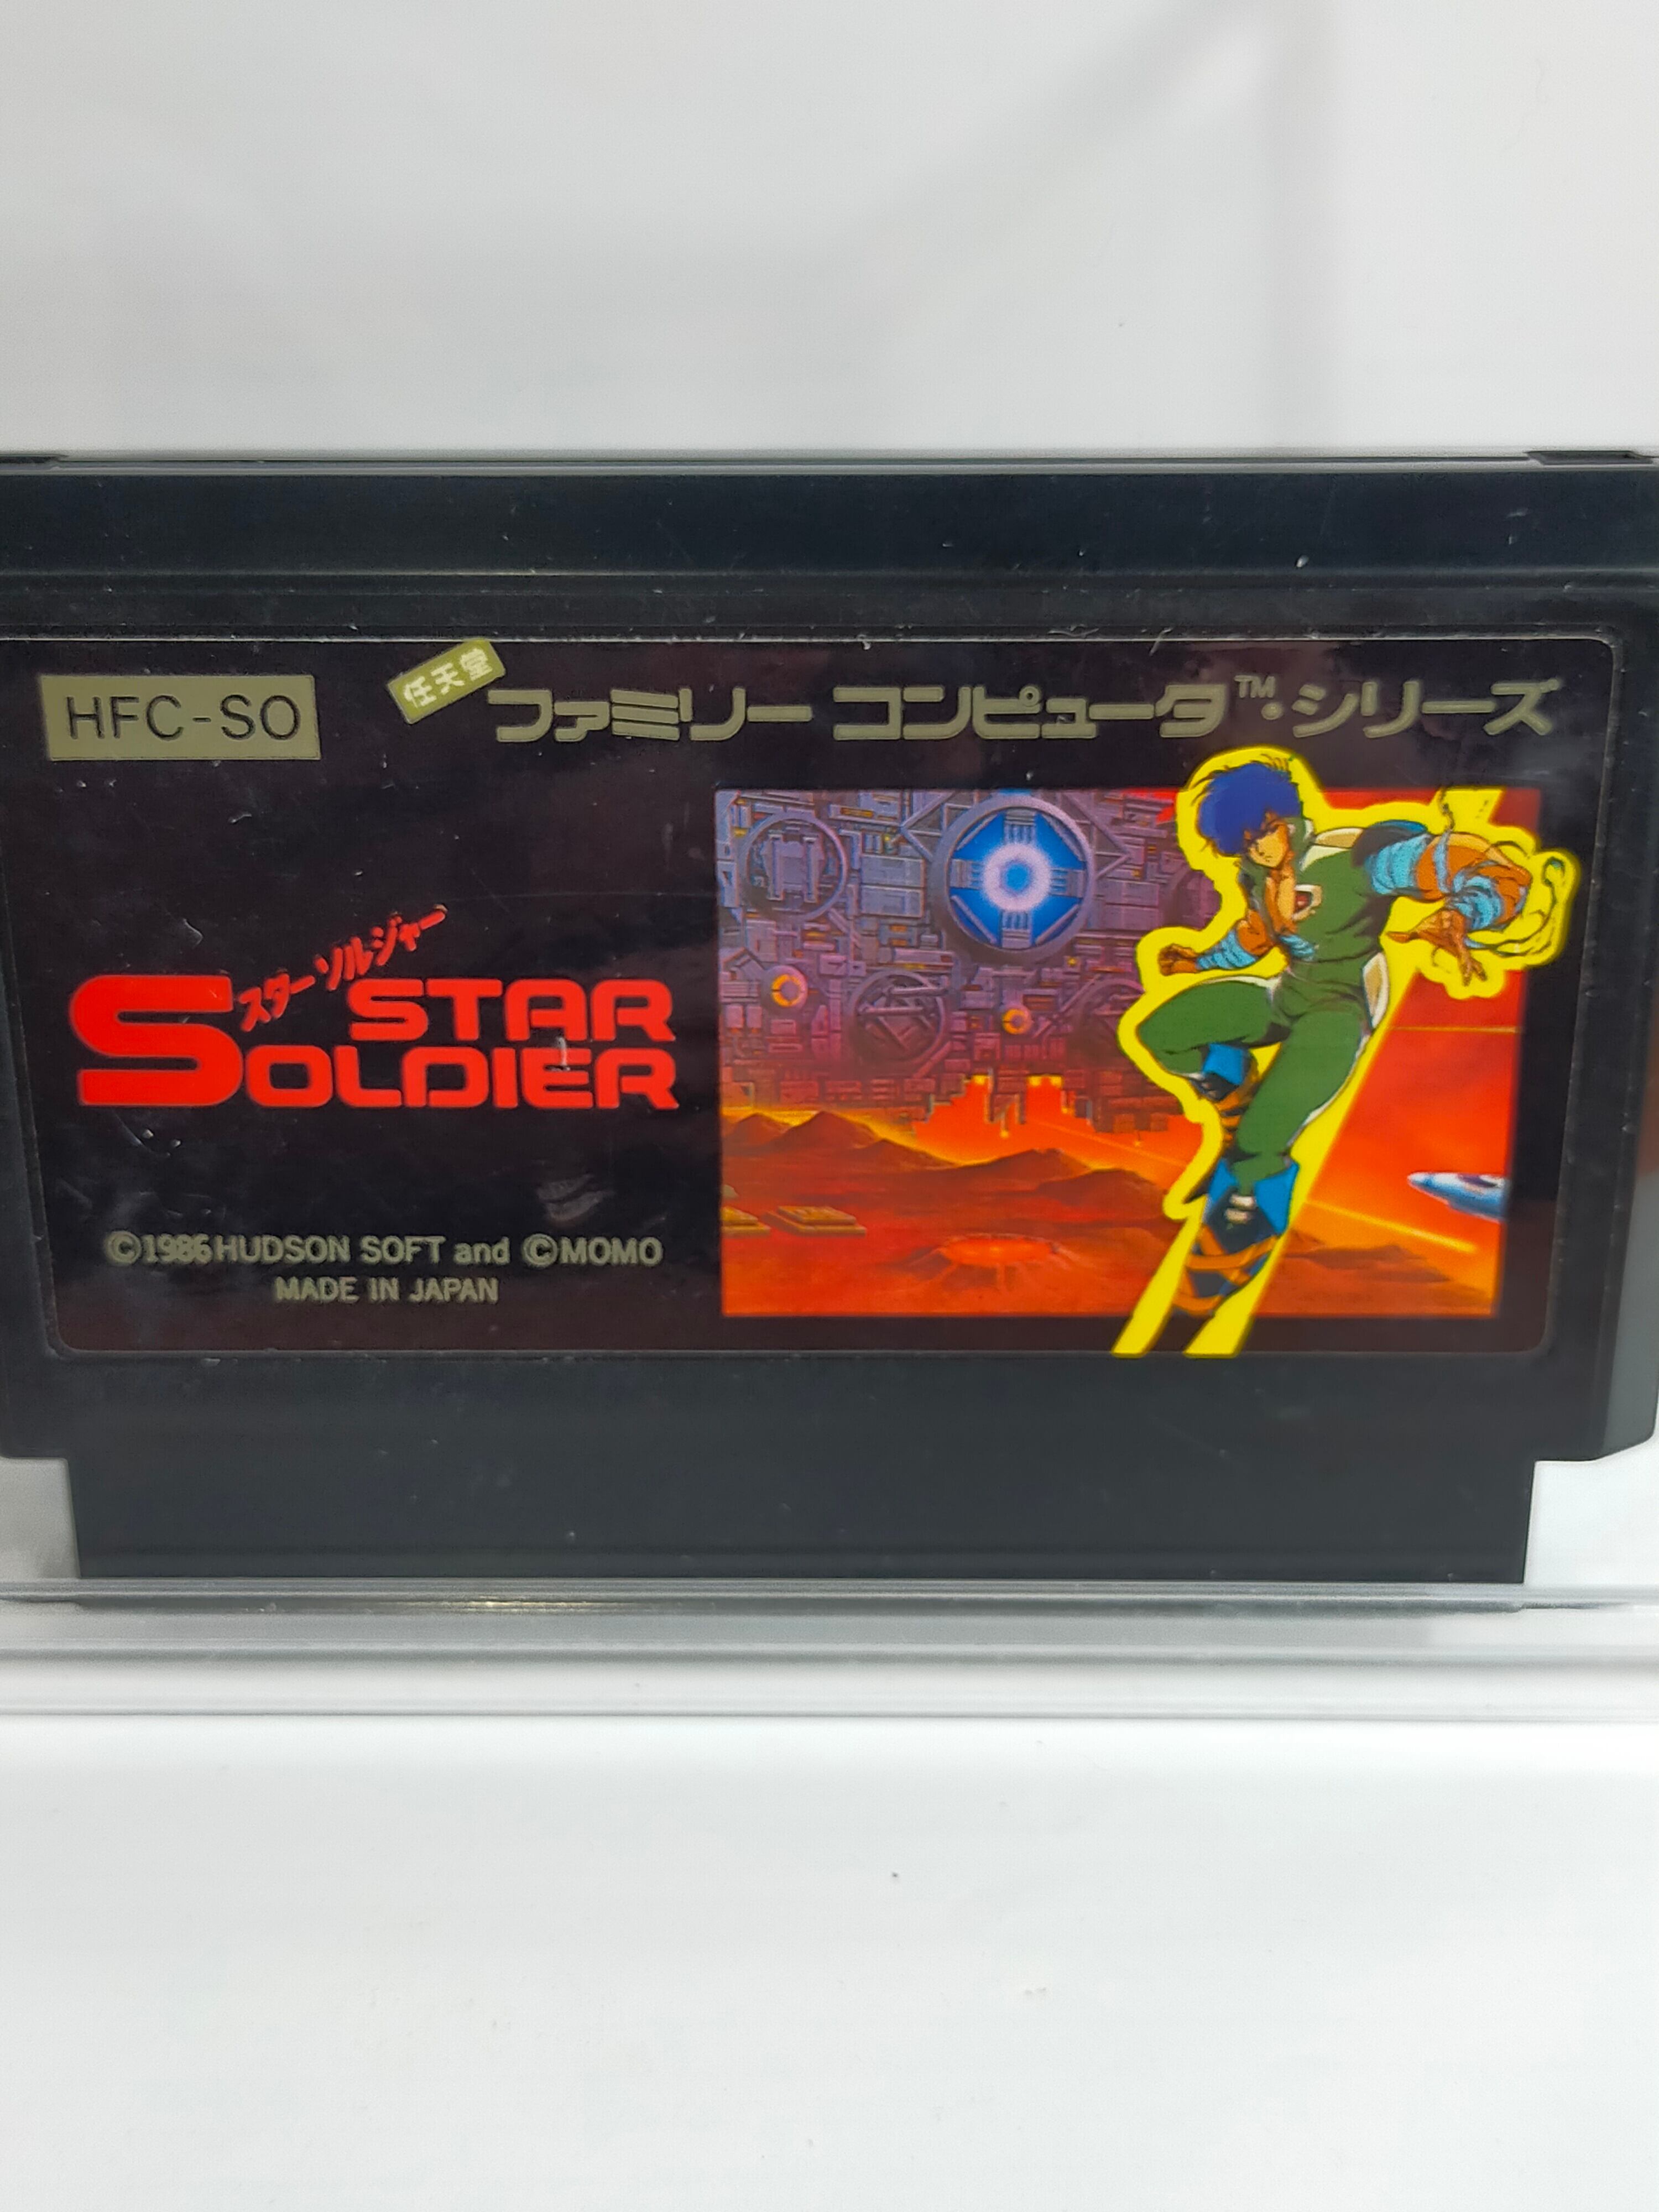 HFC-SO
任天堂
ファミリー コンピュータ™・シリーズ
スターソルジャー
STAR
SOLDIER
©1986 HUDSON SOFT and ©MOMO
MADE IN JAPAN